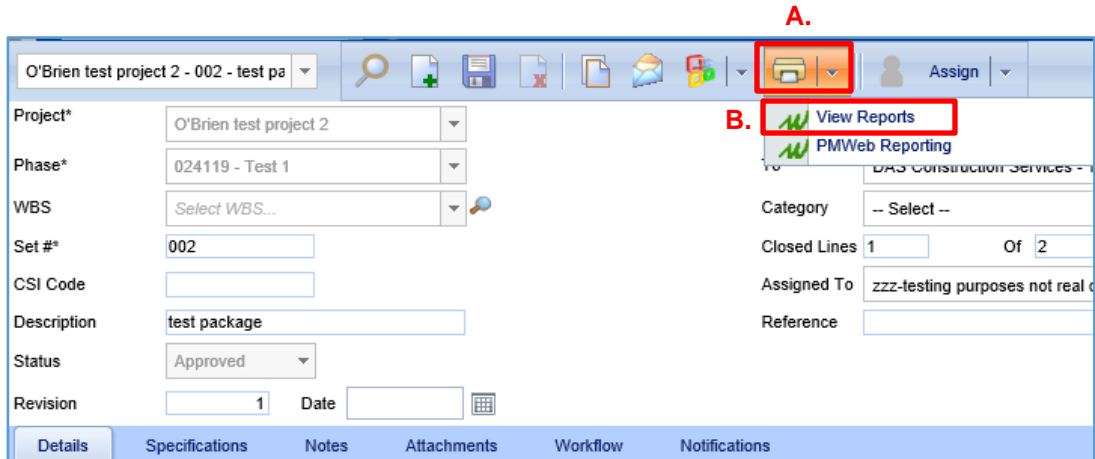 A.
O'Brien test project 2 - 002 - test pa
Assign
B.
View Reports
PMWeb Reporting
Project*
O'Brien test project 2
Phase*
024119 - Test 1
To
DAS Construction Services -
WBS
Select WBS...
Category
-- Select --
Set #*
002
Closed Lines
1
Of
2
CSI Code
Assigned To
zzz-testing purposes not real
Description
test package
Reference
Status
Approved
Revision
1
Date
Details
Specifications
Notes
Attachments
Workflow
Notifications